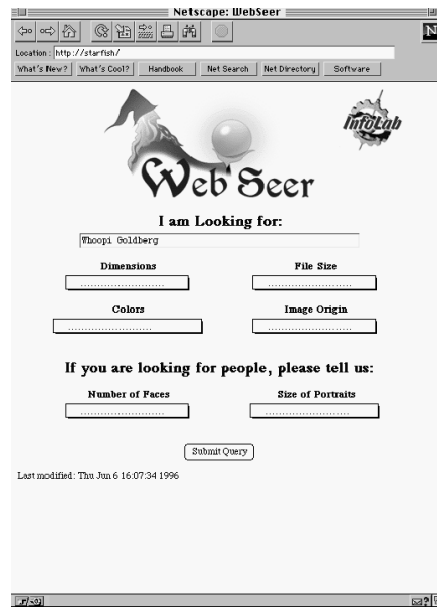 Netscape: WebSeer
N
Location : http://starfish/
What's New? What's Cool? Handbook Net Search Net Directory Software
InfoLab
Web Seer
I am Looking for:
Whoopi Goldberg
Dimensions File Size
Colors Image Origin
If you are looking for people, please tell us:
Number of Faces Size of Portraits
Submit Query
Last modified: Thu Jun 6 16:07:34 1996